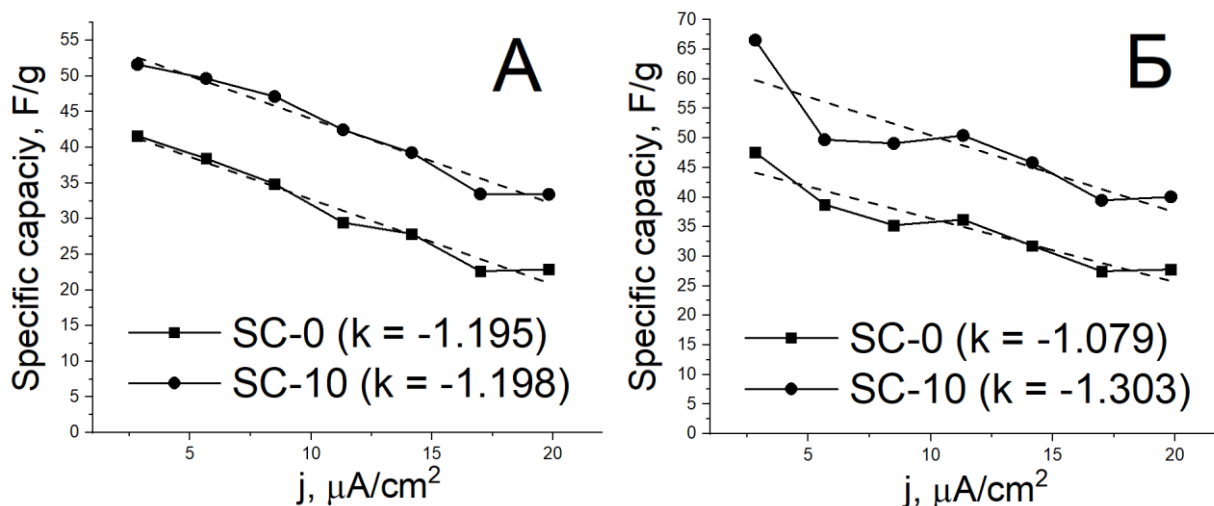 А
Specific capaciy, F/g
55
50
45
40
35
30
25
20
15
10
5
0
SC-0 (k = -1.195)
SC-10 (k = -1.198)
5 10 15 20
j, μA/cm²
Б
Specific capaciy, F/g
70
65
60
55
50
45
40
35
30
25
20
15
10
5
0
SC-0 (k = -1.079)
SC-10 (k = -1.303)
5 10 15 20
j, μA/cm²